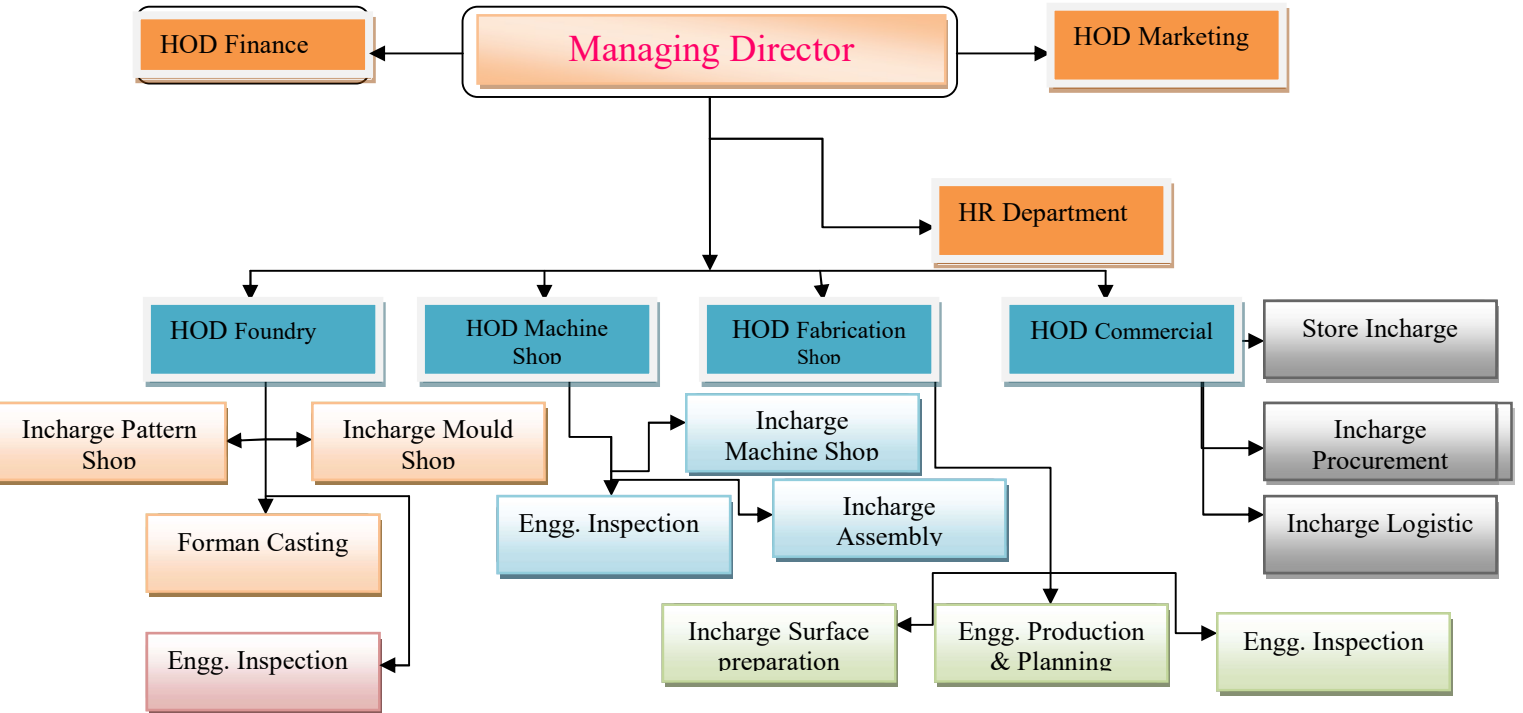 HOD Finance
Managing Director
HOD Marketing
HR Department
HOD Foundry
HOD Machine
Shop
HOD Fabrication
Shop
HOD Commercial
Store Incharge
Incharge Pattern
Shop
Incharge Mould
Shop
Incharge
Machine Shop
Incharge
Procurement
Engg. Inspection
Incharge
Assembly
Incharge Logistic
Forman Casting
Incharge Surface
preparation
Engg. Production
& Planning
Engg. Inspection
Engg. Inspection